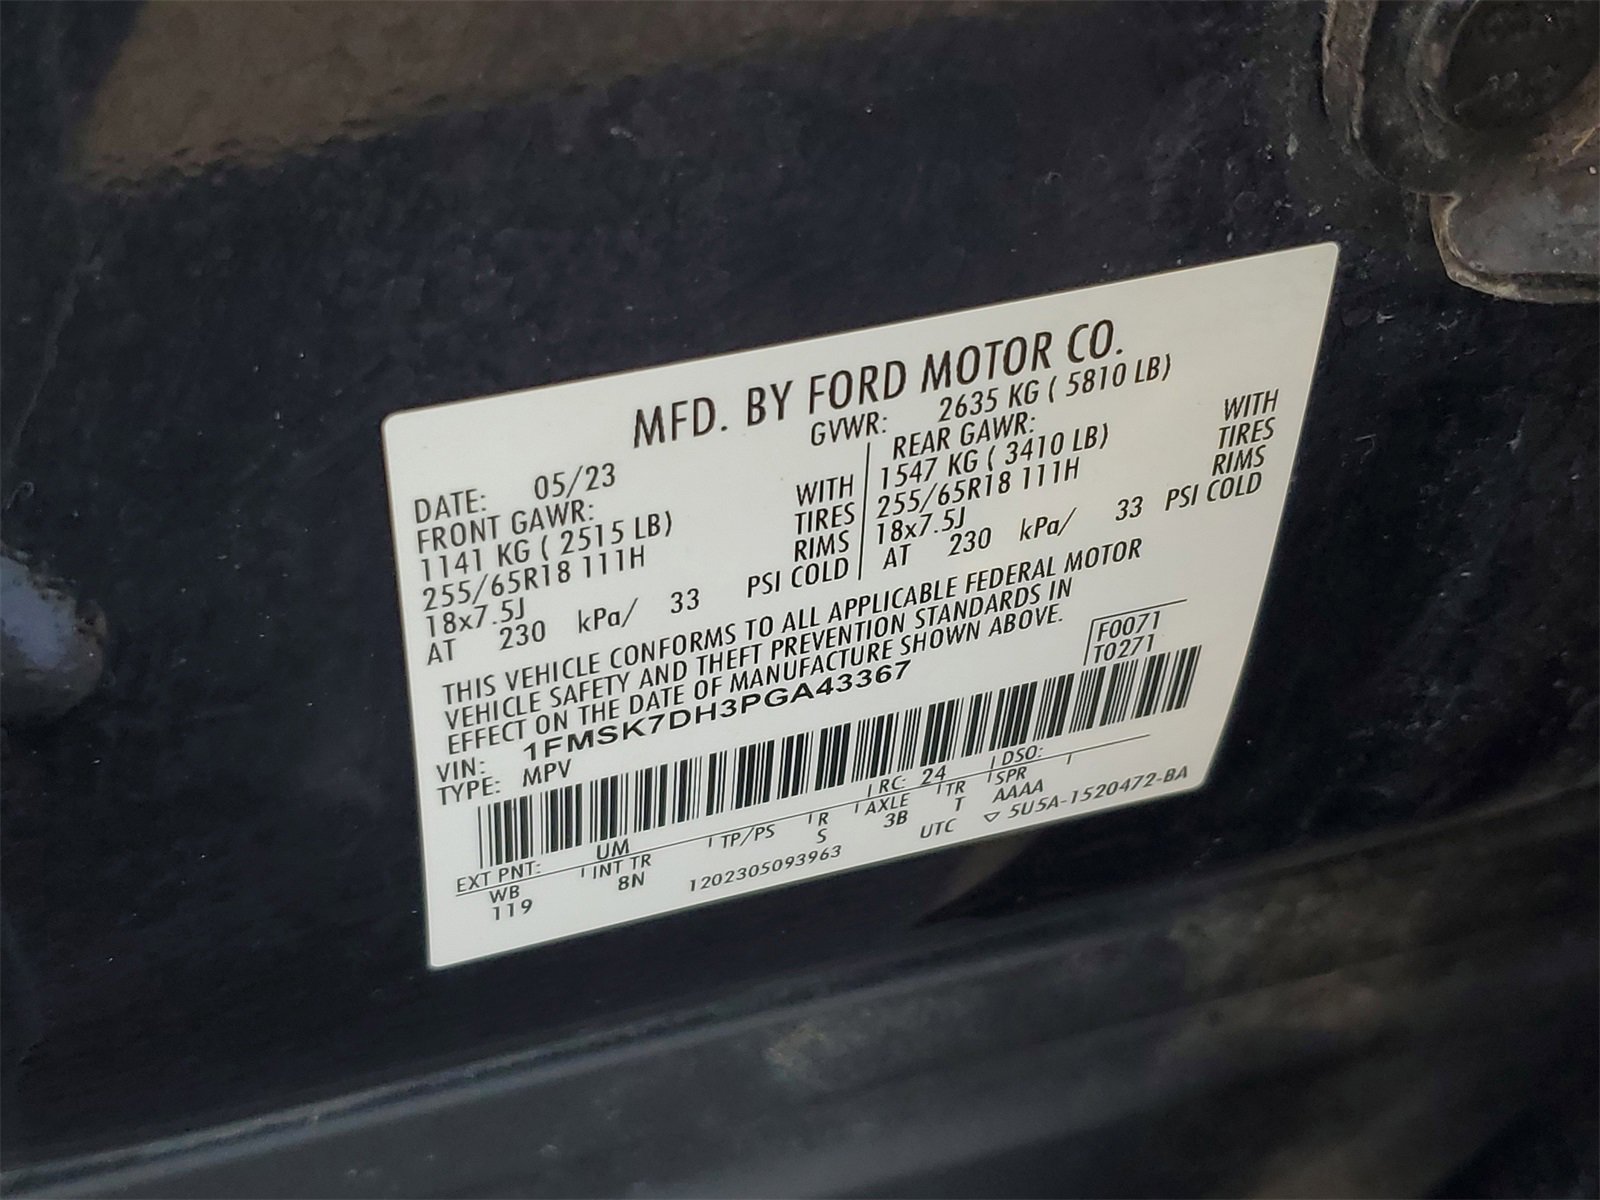 MFD. BY FORD MOTOR CO.
DATE: 05/23 GVWR: 2635 KG ( 5810 LB)
FRONT GAWR: REAR GAWR:
1141 KG ( 2515 LB) WITH 1547 KG ( 3410 LB) WITH
255/65R18 111H TIRES 255/65R18 111H TIRES
18x7.5J RIMS 18x7.5J RIMS
AT 230 kPa/ 33 PSI COLD AT 230 kPa/ 33 PSI COLD
THIS VEHICLE CONFORMS TO ALL APPLICABLE FEDERAL MOTOR
VEHICLE SAFETY AND THEFT PREVENTION STANDARDS IN
EFFECT ON THE DATE OF MANUFACTURE SHOWN ABOVE.
F0071
T0271
VIN: 1FMSK7DH3PGA43367
TYPE: MPV
EXT PNT: UM RC: 24 DSO:
WB INT TR TP/PS R AXLE TR SPR
119 8N S 3B T AAAA
1202305093963 UTC ▽ 5U5A-1520472-BA